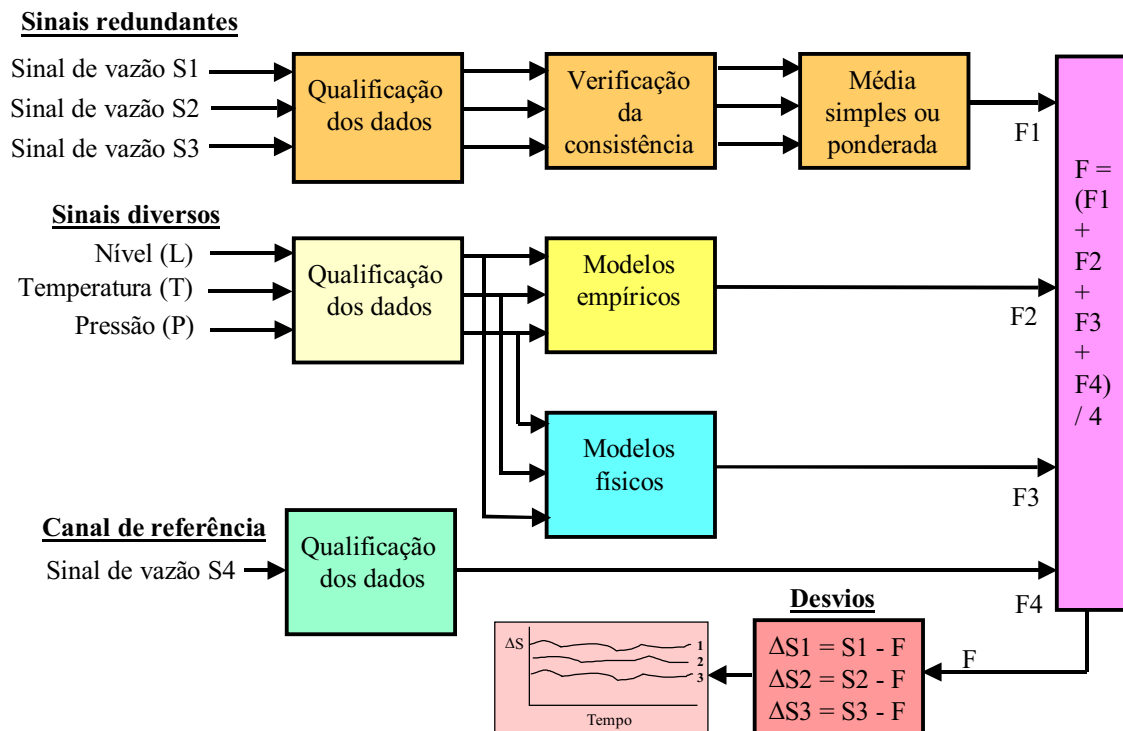 Sinais redundantes
Sinal de vazão S1
Sinal de vazão S2
Sinal de vazão S3
Qualificação
dos dados
Verificação
da
consistência
Média
simples ou
ponderada
F1
Sinais diversos
Nível (L)
Temperatura (T)
Pressão (P)
Qualificação
dos dados
Modelos
empíricos
F2
Modelos
físicos
F3
Canal de referência
Sinal de vazão S4
Qualificação
dos dados
F4
F =
(F1
+
F2
+
F3
+
F4)
/ 4
F
Desvios
ΔS1 = S1 - F
ΔS2 = S2 - F
ΔS3 = S3 - F
ΔS
1
2
3
Tempo